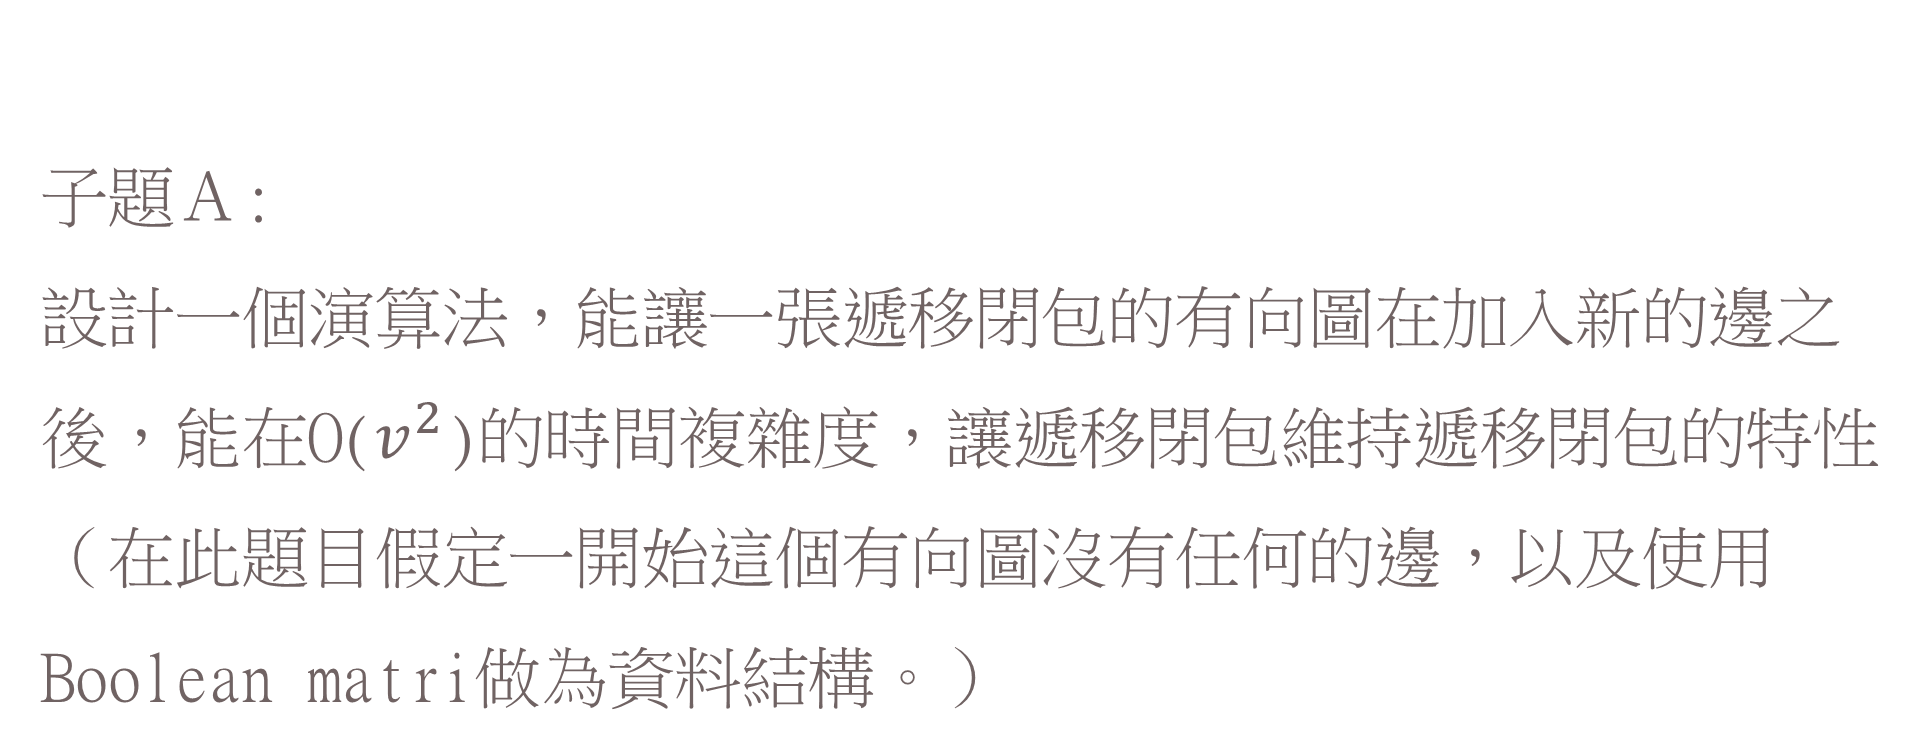 子題A：
設計一個演算法，能讓一張遞移閉包的有向圖在加入新的邊之
後，能在O(𝒗²)的時間複雜度，讓遞移閉包維持遞移閉包的特性
（在此題目假定一開始這個有向圖沒有任何的邊，以及使用
Boolean matri做為資料結構。）